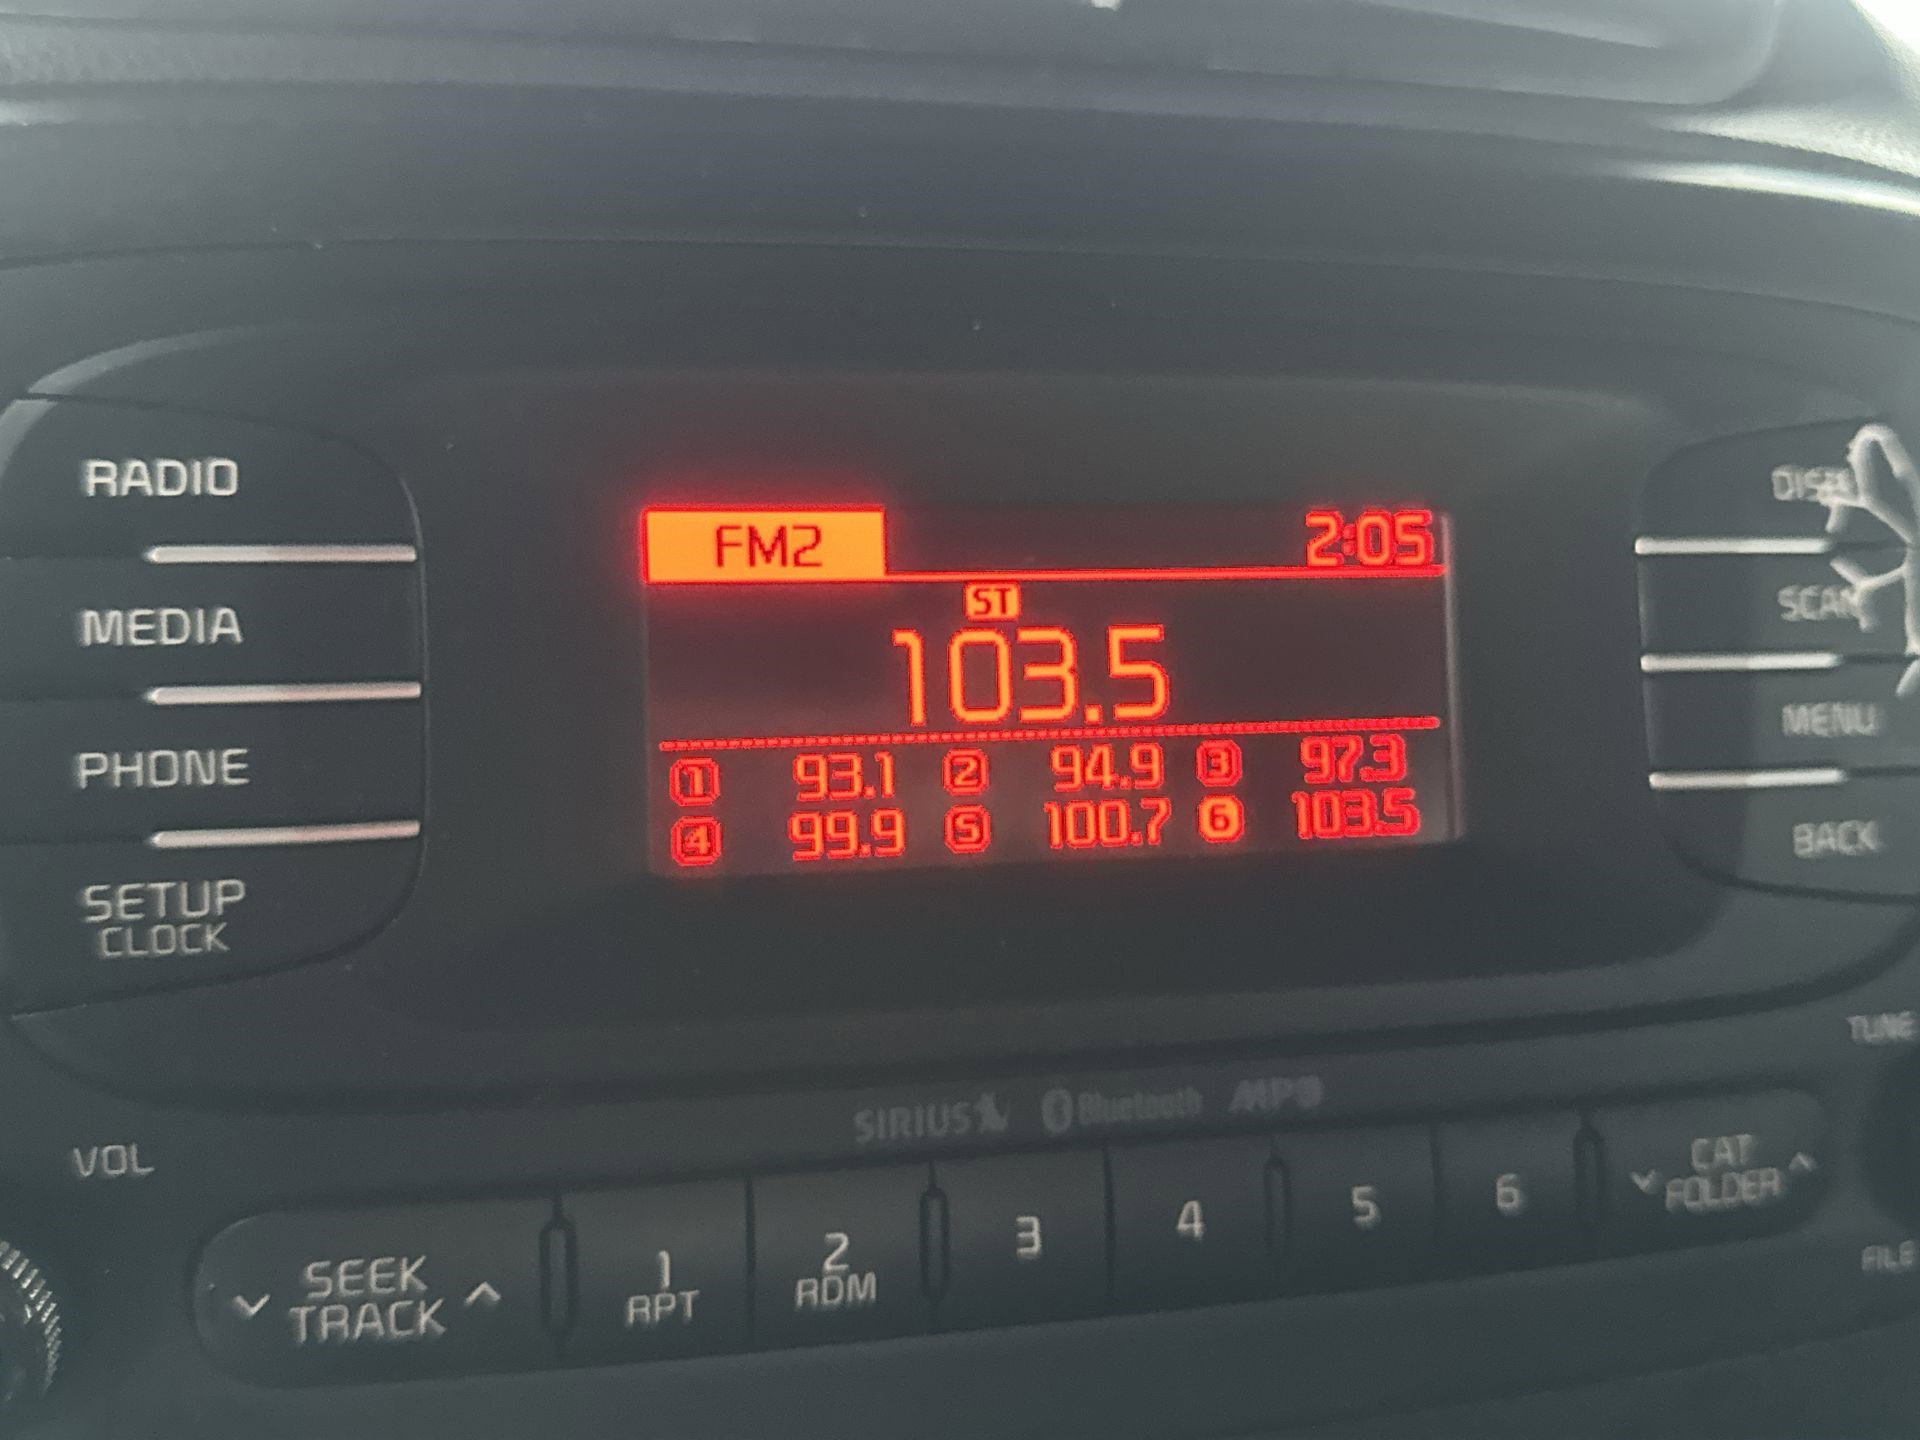 RADIO
MEDIA
PHONE
SETUP
CLOCK
FM2 2:05
ST
103.5
1 93.1 2 94.9 3 97.3
4 99.9 5 100.7 6 103.5
SCAN
MENU
BACK
TUNE
SIRIUS Bluetooth MP3
VOL
SEEK
TRACK
1
RPT
2
RDM
3
4
5
6
CAT
FOLDER
FILE